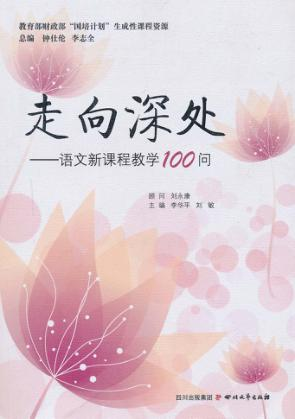 教育部财政部“国培计划”生成性课程资源
总编 钟仕伦 李志全
走向深处
——语文新课程教学100问
顾问 刘永康
主编 李华平 刘敏
四川出版集团 四川文艺出版社